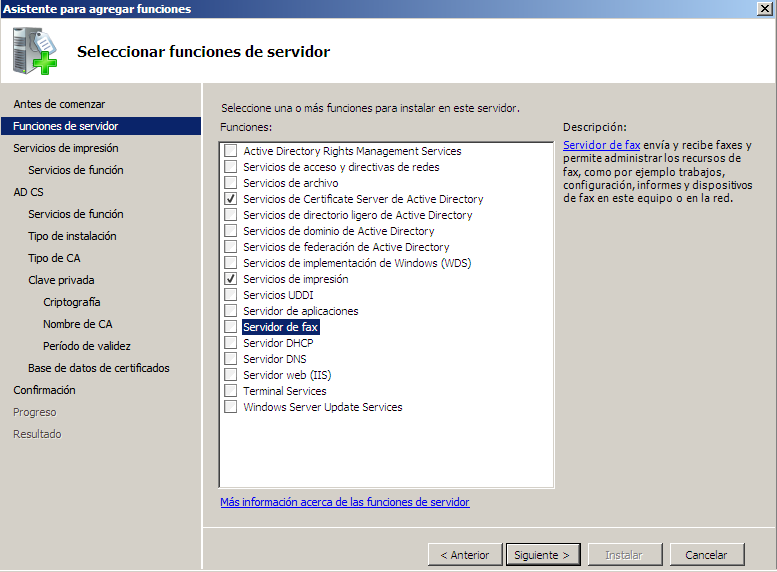 Asistente para agregar funciones
Seleccionar funciones de servidor
Antes de comenzar
Funciones de servidor
Servicios de impresión
Servicios de función
AD CS
Servicios de función
Tipo de instalación
Tipo de CA
Clave privada
Criptografía
Nombre de CA
Período de validez
Base de datos de certificados
Confirmación
Progreso
Resultado
Seleccione una o más funciones para instalar en este servidor.
Funciones:
Active Directory Rights Management Services
Servicios de acceso y directivas de redes
Servicios de archivo
Servicios de Certificate Server de Active Directory
Servicios de directorio ligero de Active Directory
Servicios de dominio de Active Directory
Servicios de federación de Active Directory
Servicios de implementación de Windows (WDS)
Servicios de impresión
Servicios UDDI
Servidor de aplicaciones
Servidor de fax
Servidor DHCP
Servidor DNS
Servidor web (IIS)
Terminal Services
Windows Server Update Services
Más información acerca de las funciones de servidor
Descripción:
Servidor de fax envía y recibe faxes y
permite administrar los recursos de
fax, como por ejemplo trabajos,
configuración, informes y dispositivos
de fax en este equipo o en la red.
< Anterior
Siguiente >
Instalar
Cancelar